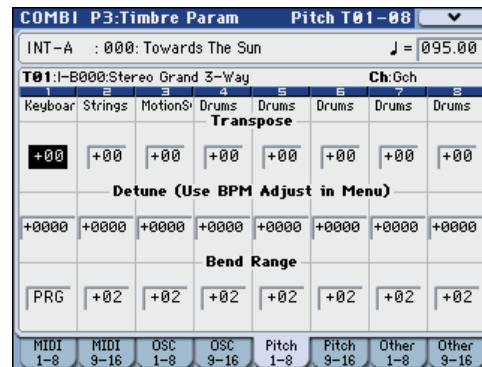 COMBI P3:Timbre Param Pitch T01-08
INT-A : 000: Towards The Sun ♩ = 095.00
T01:I-B000:Stereo Grand 3-Way Ch:Gch
1 2 3 4 5 6 7 8
Keyboar Strings MotionS Drums Drums Drums Drums Drums
Transpose
+00 +00 +00 +00 +00 +00 +00 +00
Detune (Use BPM Adjust in Menu)
+0000 +0000 +0000 +0000 +0000 +0000 +0000 +0000
Bend Range
PRG +02 +02 +02 +02 +02 +02 +02
MIDI MIDI OSC OSC Pitch Pitch Other Other
1-8 9-16 1-8 9-16 1-8 9-16 1-8 9-16